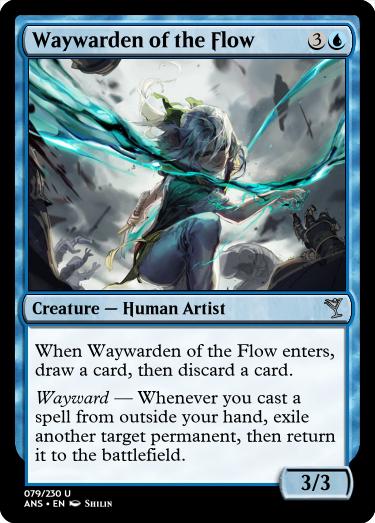 Waywarden of the Flow 3
Creature — Human Artist
When Waywarden of the Flow enters,
draw a card, then discard a card.
Wayward — Whenever you cast a
spell from outside your hand, exile
another target permanent, then return
it to the battlefield.
3/3
079/230 U
ANS • EN Shilin